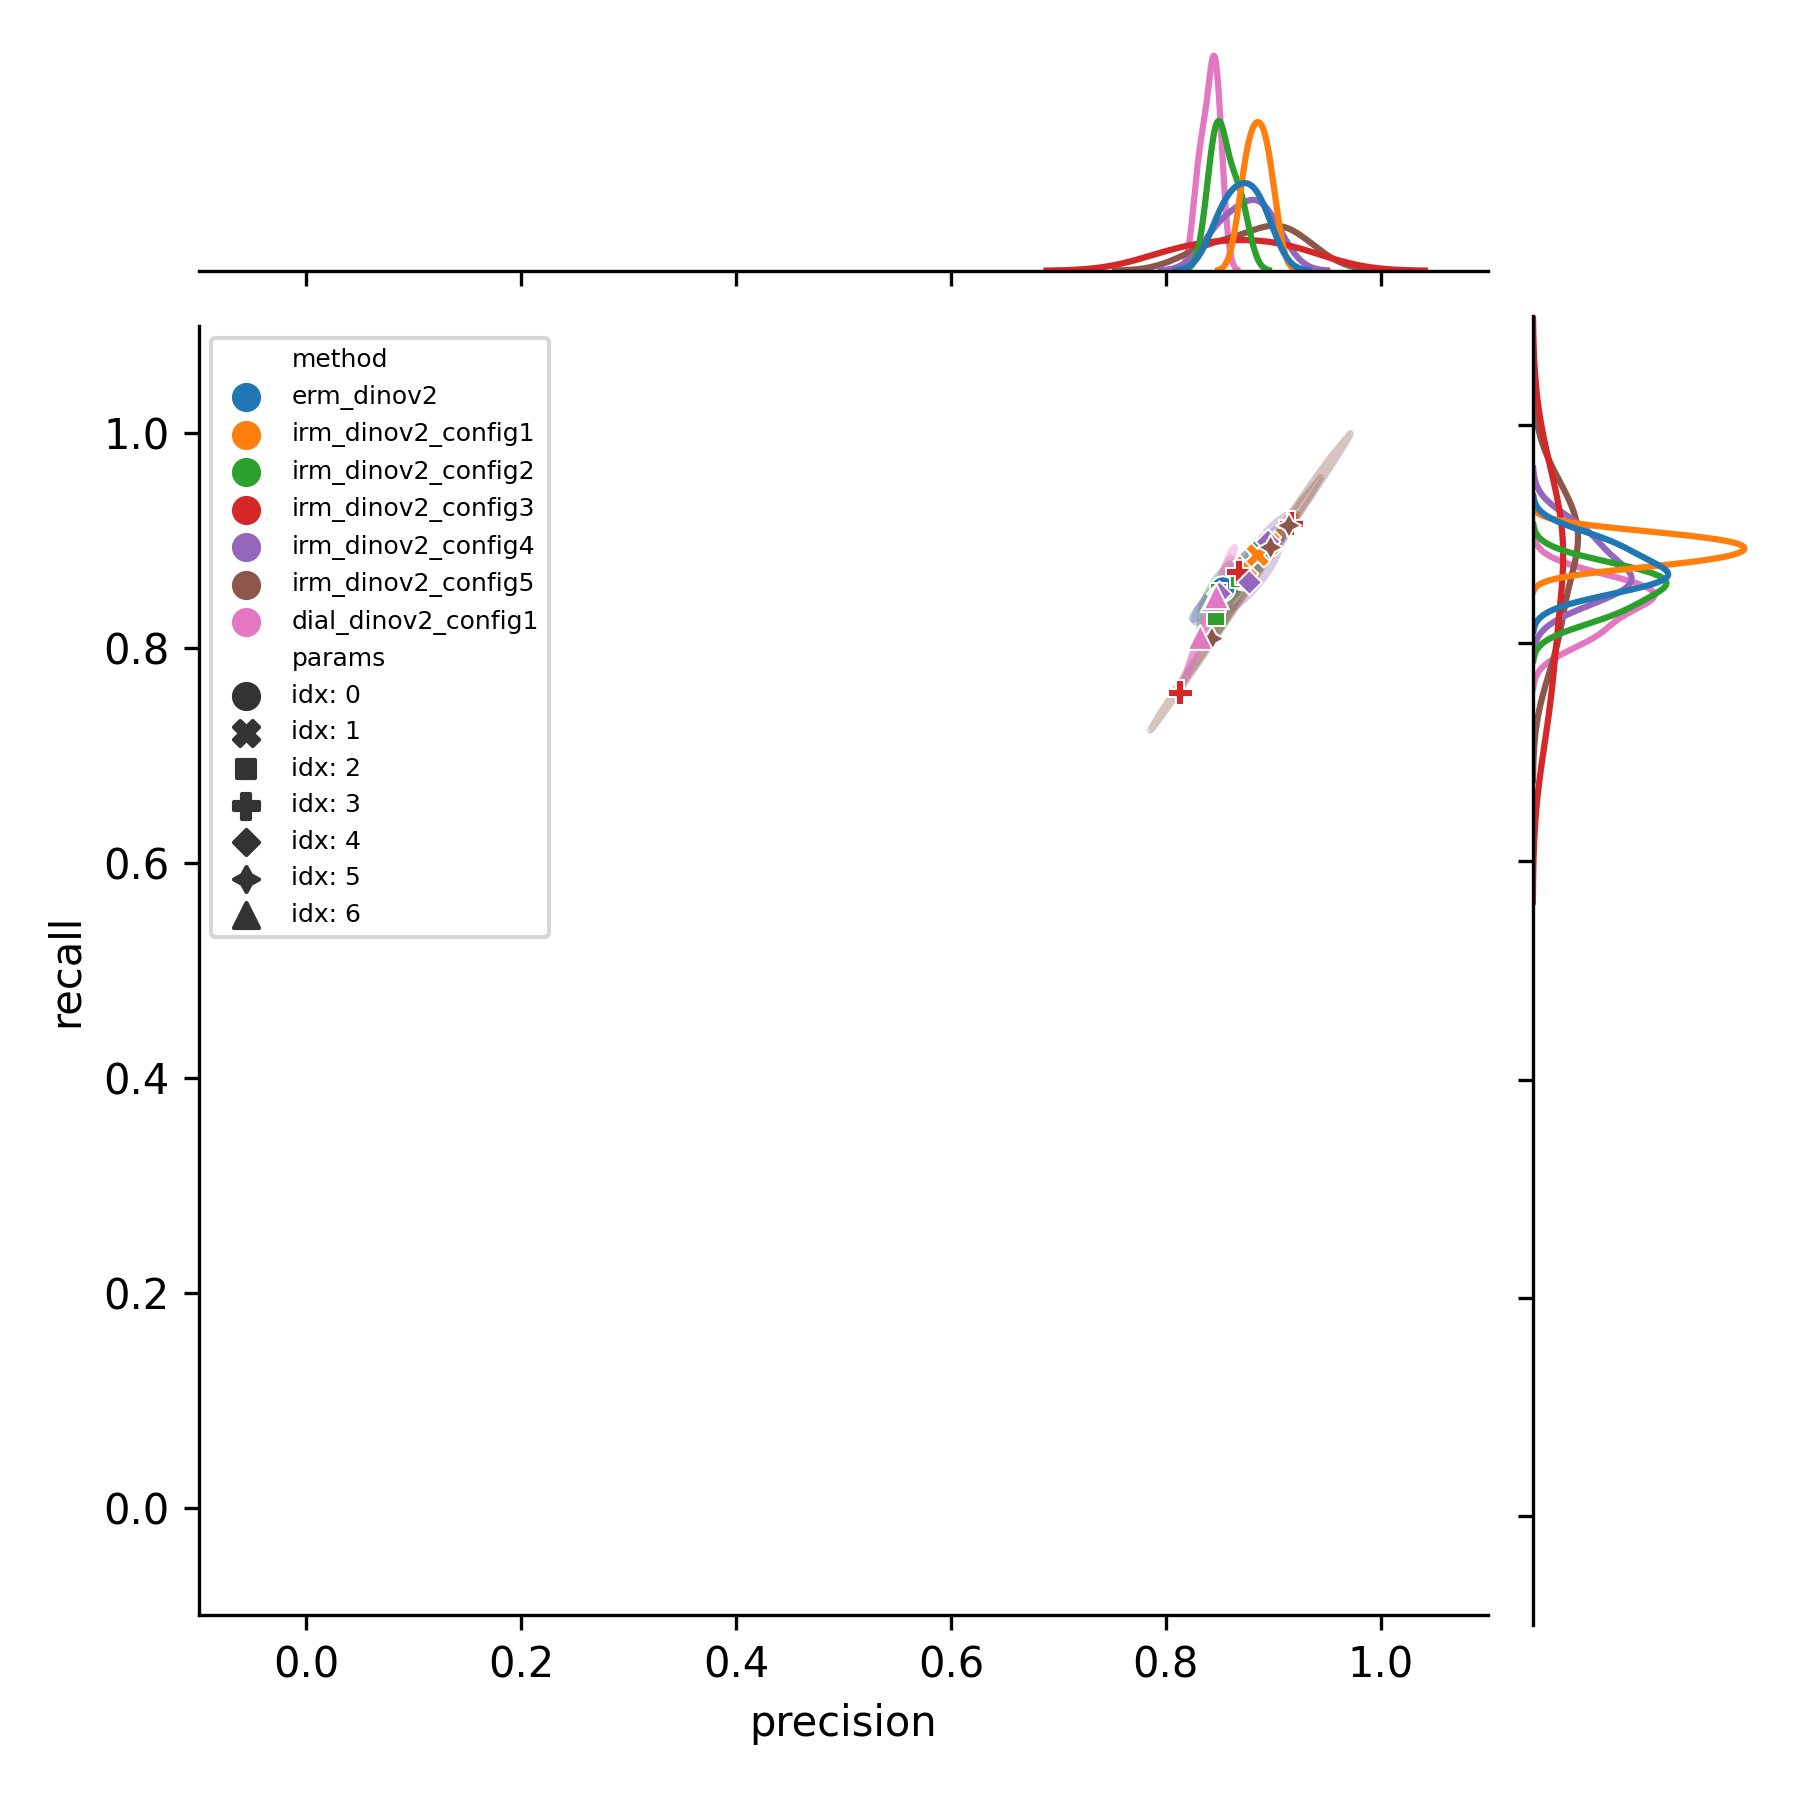 method
erm_dinov2
irm_dinov2_config1
irm_dinov2_config2
irm_dinov2_config3
irm_dinov2_config4
irm_dinov2_config5
dial_dinov2_config1
params
idx: 0
idx: 1
idx: 2
idx: 3
idx: 4
idx: 5
idx: 6
1.0
0.8
0.6
0.4
0.2
0.0
recall
0.0 0.2 0.4 0.6 0.8 1.0
precision